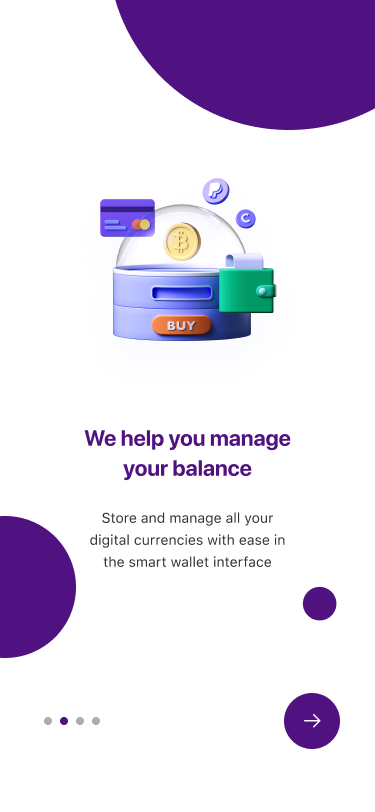 BUY
We help you manage
your balance
Store and manage all your
digital currencies with ease in
the smart wallet interface